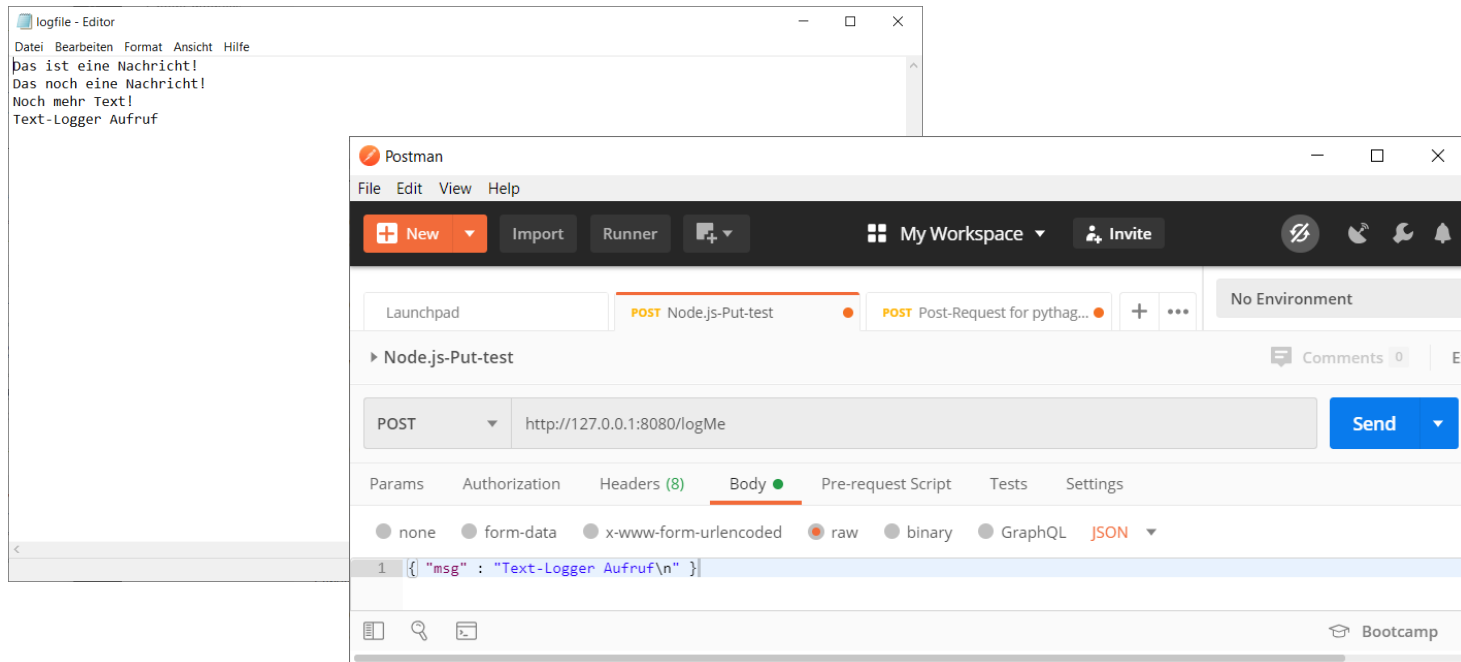 logfile - Editor
Datei Bearbeiten Format Ansicht Hilfe
Das ist eine Nachricht!
Das noch eine Nachricht!
Noch mehr Text!
Text-Logger Aufruf
Postman
File Edit View Help
New Import Runner My Workspace Invite
Launchpad POST Node.js-Put-test POST Post-Request for pythag... No Environment
Node.js-Put-test Comments 0 E
POST http://127.0.0.1:8080/logMe Send
Params Authorization Headers (8) Body Pre-request Script Tests Settings
none form-data x-www-form-urlencoded raw binary GraphQL JSON
1 { "msg" : "Text-Logger Aufruf\n" }
Bootcamp